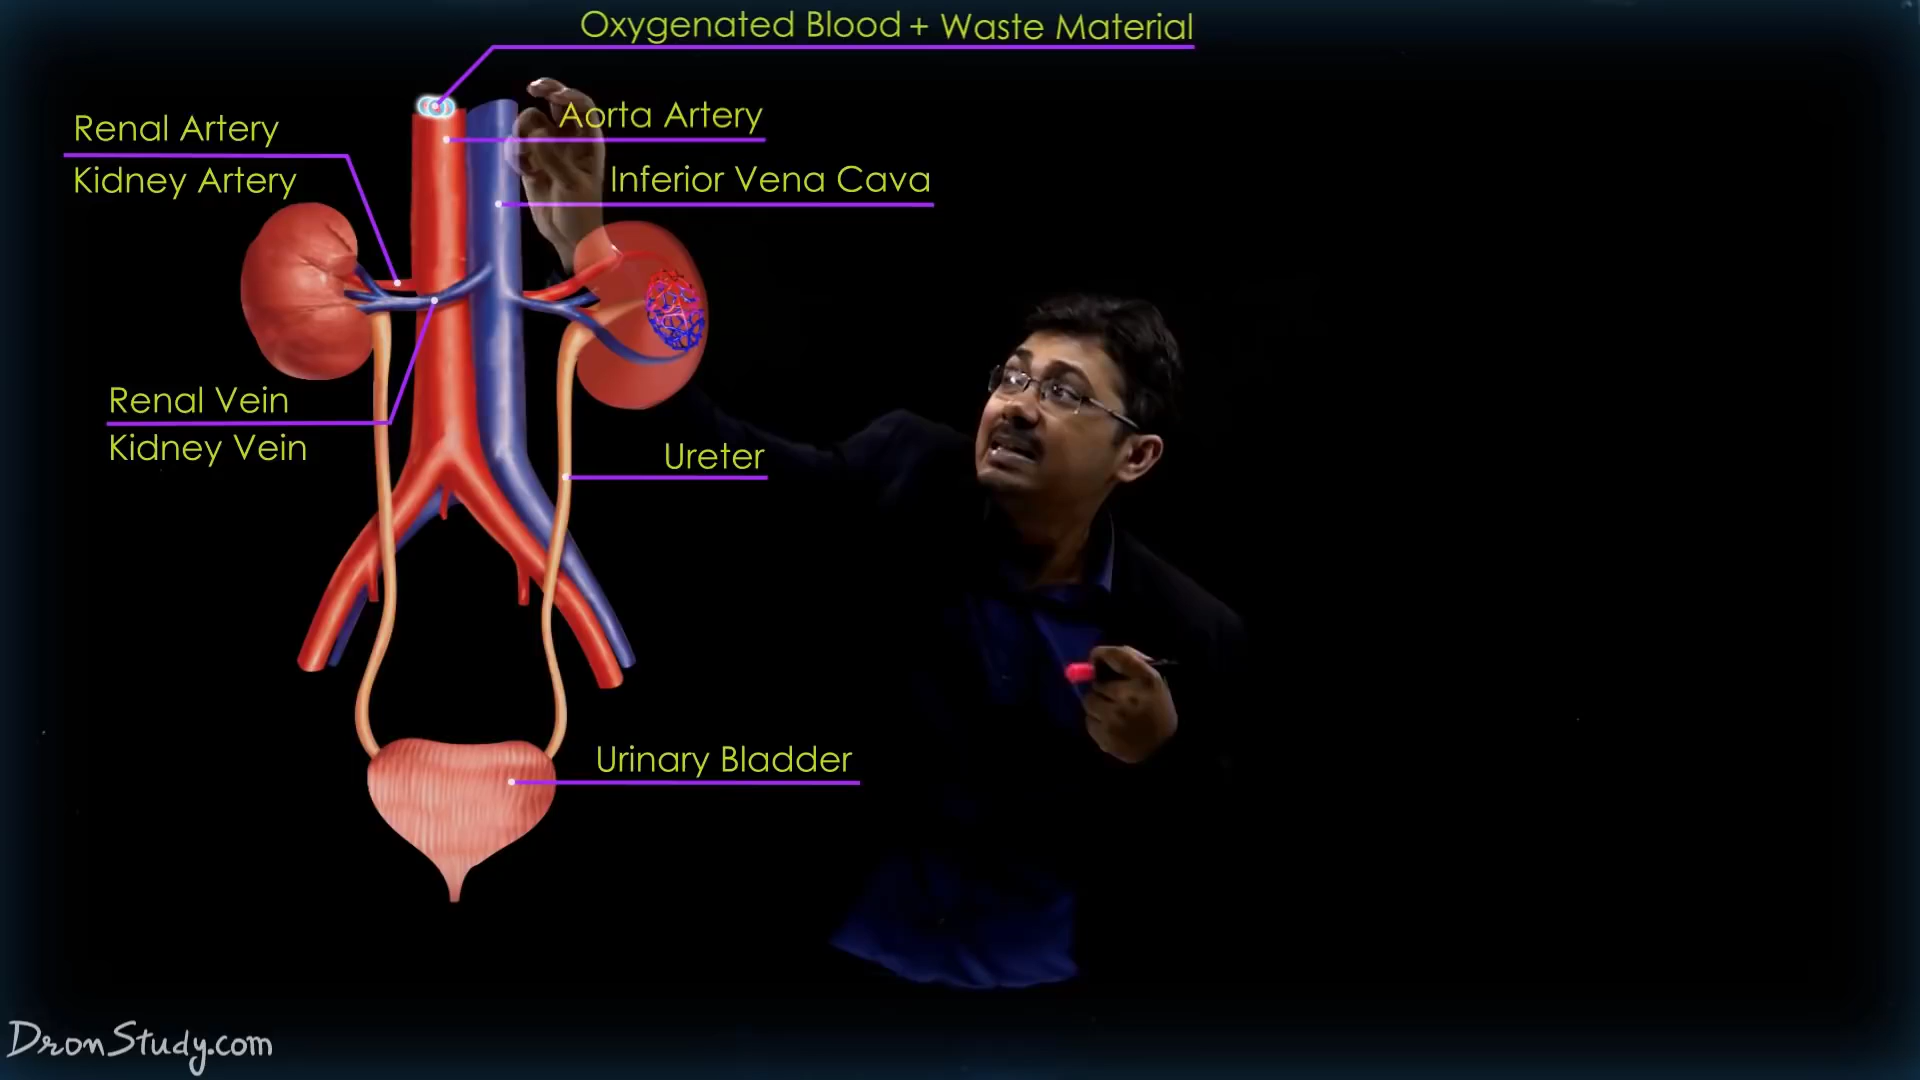 Oxygenated Blood + Waste Material
Aorta Artery
Renal Artery
Kidney Artery
Inferior Vena Cava
Renal Vein
Kidney Vein
Ureter
Urinary Bladder
DronStudy.com